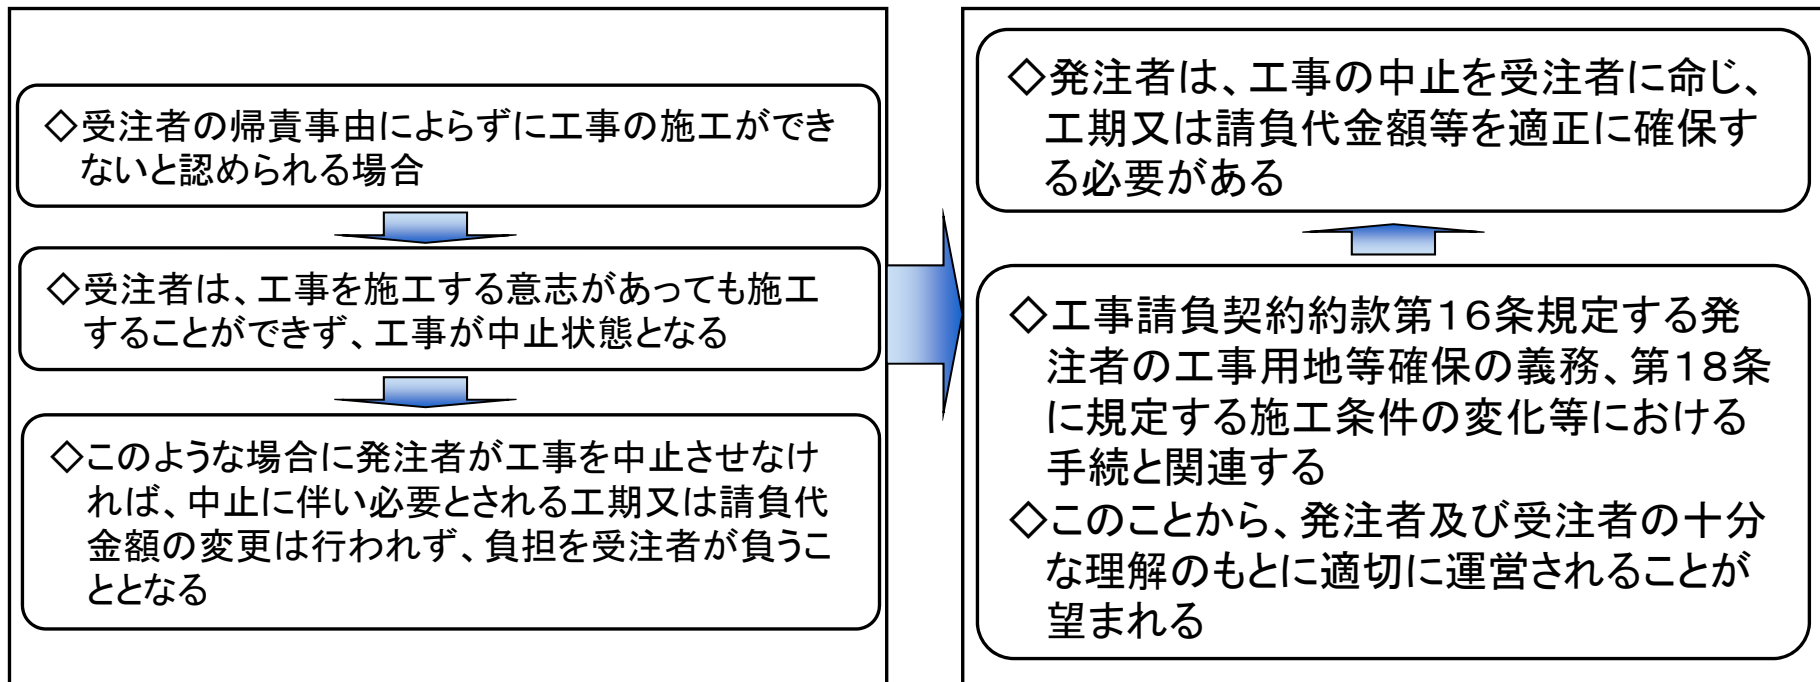 ◇受注者の帰責事由によらずに工事の施工ができ
ないと認められる場合
◇受注者は、工事を施工する意志があっても施工
することができず、工事が中止状態となる
◇このような場合に発注者が工事を中止させなけ
れば、中止に伴い必要とされる工期又は請負代
金額の変更は行われず、負担を受注者が負うこ
ととなる
◇発注者は、工事の中止を受注者に命じ、
工期又は請負代金額等を適正に確保す
る必要がある
◇工事請負契約約款第16条規定する発
注者の工事用地等確保の義務、第18条
に規定する施工条件の変化等における
手続と関連する
◇このことから、発注者及び受注者の十分
な理解のもとに適切に運営されることが
望まれる